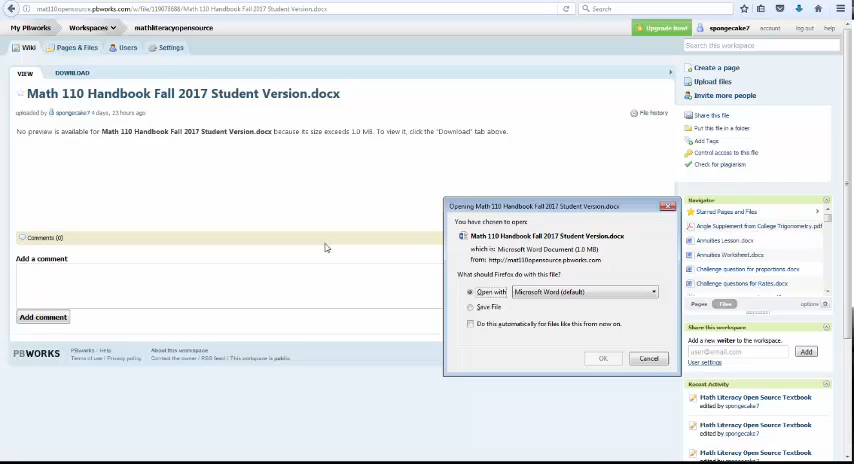 mat110opensource.pbworks.com/w/file/119078688/Math 110 Handbook Fall 2017 Student Version.docx
Search
My PBworks
Workspaces
mathliteracyopensource
Upgrade Now!
spongecake7
account
log out
help
Wiki
Pages & Files
Users
Settings
Search this workspace
VIEW
DOWNLOAD
Math 110 Handbook Fall 2017 Student Version.docx
uploaded by spongecake7 4 days, 23 hours ago
File history
No preview is available for Math 110 Handbook Fall 2017 Student Version.docx because its size exceeds 1.0 MB. To view it, click the "Download" tab above.
Comments (0)
Add a comment
Add comment
PBWORKS
PBworks / Help
Terms of use / Privacy policy
About this workspace
Contact the owner / RSS feed / This workspace is public
Opening Math 110 Handbook Fall 2017 Student Version.docx
You have chosen to open:
Math 110 Handbook Fall 2017 Student Version.docx
which is: Microsoft Word Document (1.0 MB)
from: http://mat110opensource.pbworks.com
What should Firefox do with this file?
Open with
Microsoft Word (default)
Save File
Do this automatically for files like this from now on.
OK
Cancel
Create a page
Upload files
Invite more people
Share this file
Put this file in a folder
Add Tags
Control access to this file
Check for plagiarism
Navigator
Starred Pages and Files
Angle Supplement from College Trigonometry.pdf
Annuities Lesson.docx
Annuities Worksheet.docx
Challenge question for proportions.docx
Challenge questions for Rates.docx
Pages
Files
options
Share this workspace
Add a new writer to the workspace.
user@email.com
Add
User settings
Recent Activity
Math Literacy Open Source Textbook
edited by spongecake7
Math Literacy Open Source Textbook
edited by spongecake7
Math Literacy Open Source Textbook